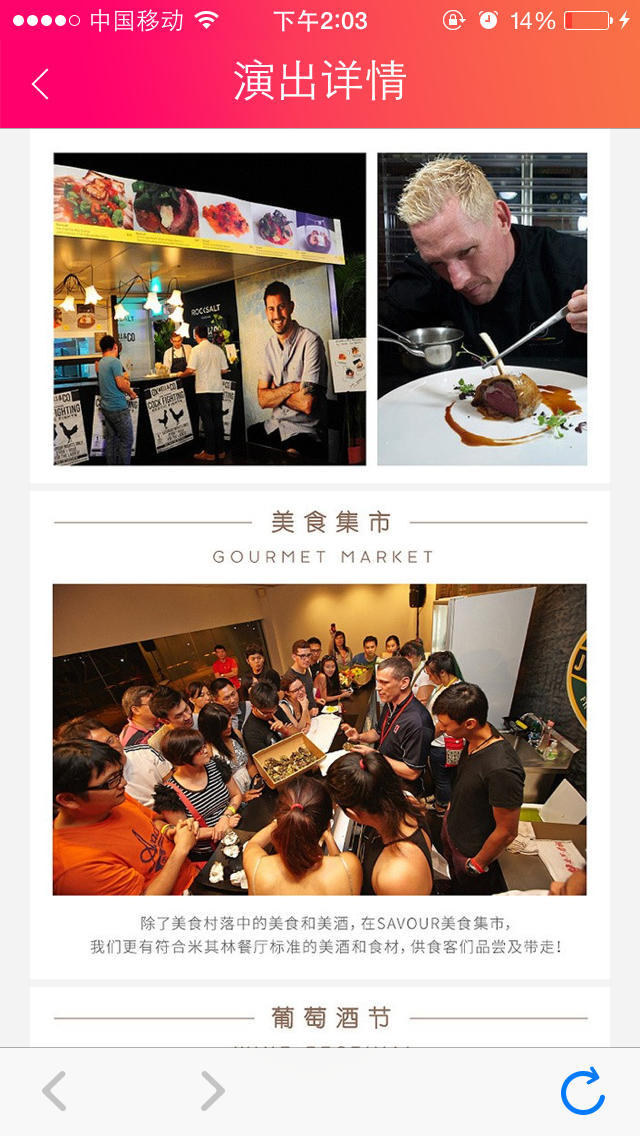 中国移动
下午2:03
14%
演出详情
ROCKSALT
COCK FIGHTING
美食集市
GOURMET MARKET
除了美食村落中的美食和美酒，在SAVOUR美食集市，
我们更有符合米其林餐厅标准的美酒和食材，供食客们品尝及带走！
葡萄酒节